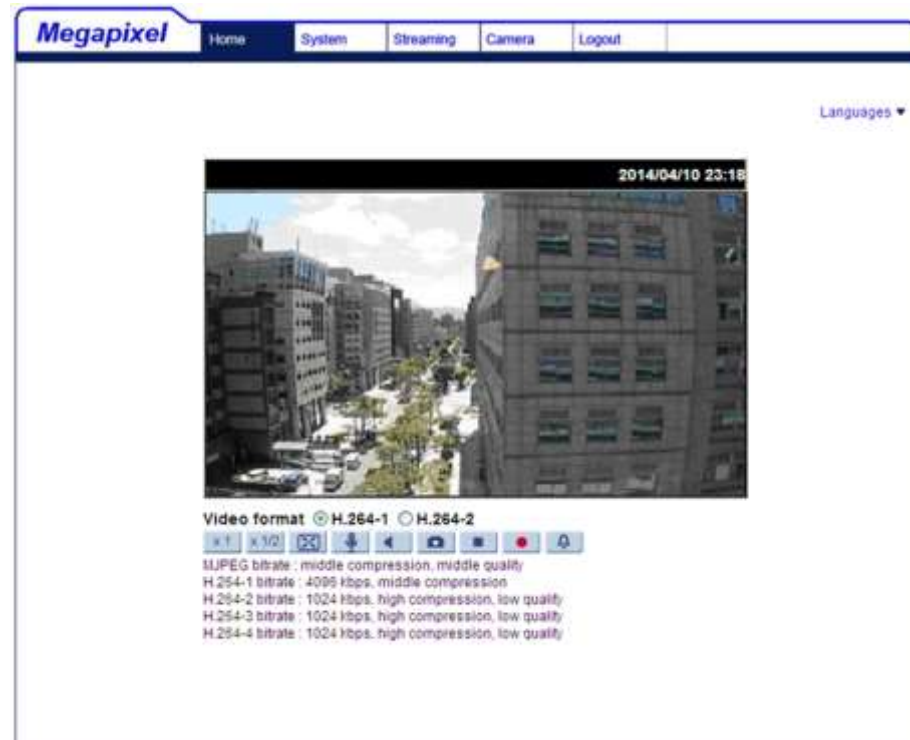 Megapixel
Home System Streaming Camera Logout
Languages ▼
2014/04/10 23:18
Video format H.264-1 H.264-2
x 1 x 1/2
MJPEG bitrate : middle compression, middle quality
H.264-1 bitrate : 4096 kbps, middle compression
H.264-2 bitrate : 1024 kbps, high compression, low quality
H.264-3 bitrate : 1024 kbps, high compression, low quality
H.264-4 bitrate : 1024 kbps, high compression, low quality